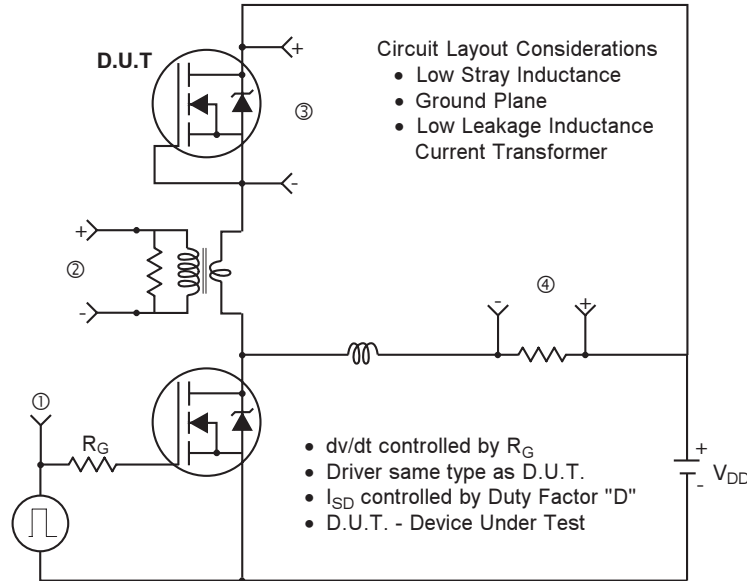 D.U.T
+
Circuit Layout Considerations
• Low Stray Inductance
• Ground Plane
• Low Leakage Inductance
Current Transformer
③
-
+
②
-
④
-
+
①
RG
• dv/dt controlled by RG
• Driver same type as D.U.T.
• ISD controlled by Duty Factor "D"
• D.U.T. - Device Under Test
+
VDD
-